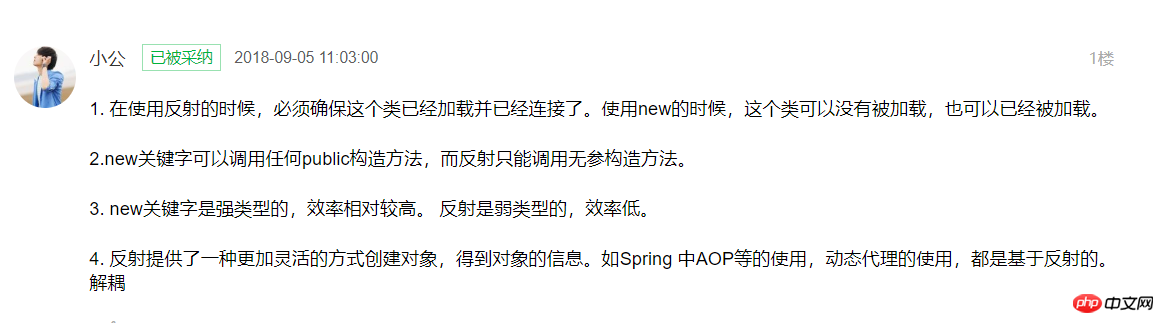 小公 已被采纳 2018-09-05 11:03:00 1楼
1. 在使用反射的时候，必须确保这个类已经加载并已经连接了。使用new的时候，这个类可以没有被加载，也可以已经被加载。
2.new关键字可以调用任何public构造方法，而反射只能调用无参构造方法。
3. new关键字是强类型的，效率相对较高。 反射是弱类型的，效率低。
4. 反射提供了一种更加灵活的方式创建对象，得到对象的信息。如Spring 中AOP等的使用，动态代理的使用，都是基于反射的。
解耦
php 中文网